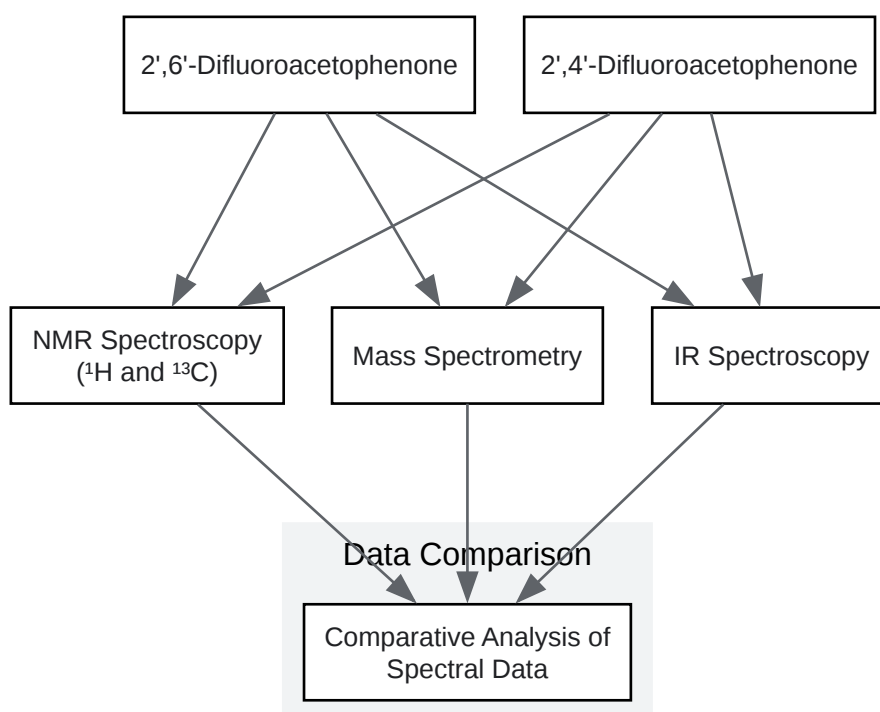 2',6'-Difluoroacetophenone
2',4'-Difluoroacetophenone
NMR Spectroscopy
(¹H and ¹³C)
Mass Spectrometry
IR Spectroscopy
Data Comparison
Comparative Analysis of
Spectral Data